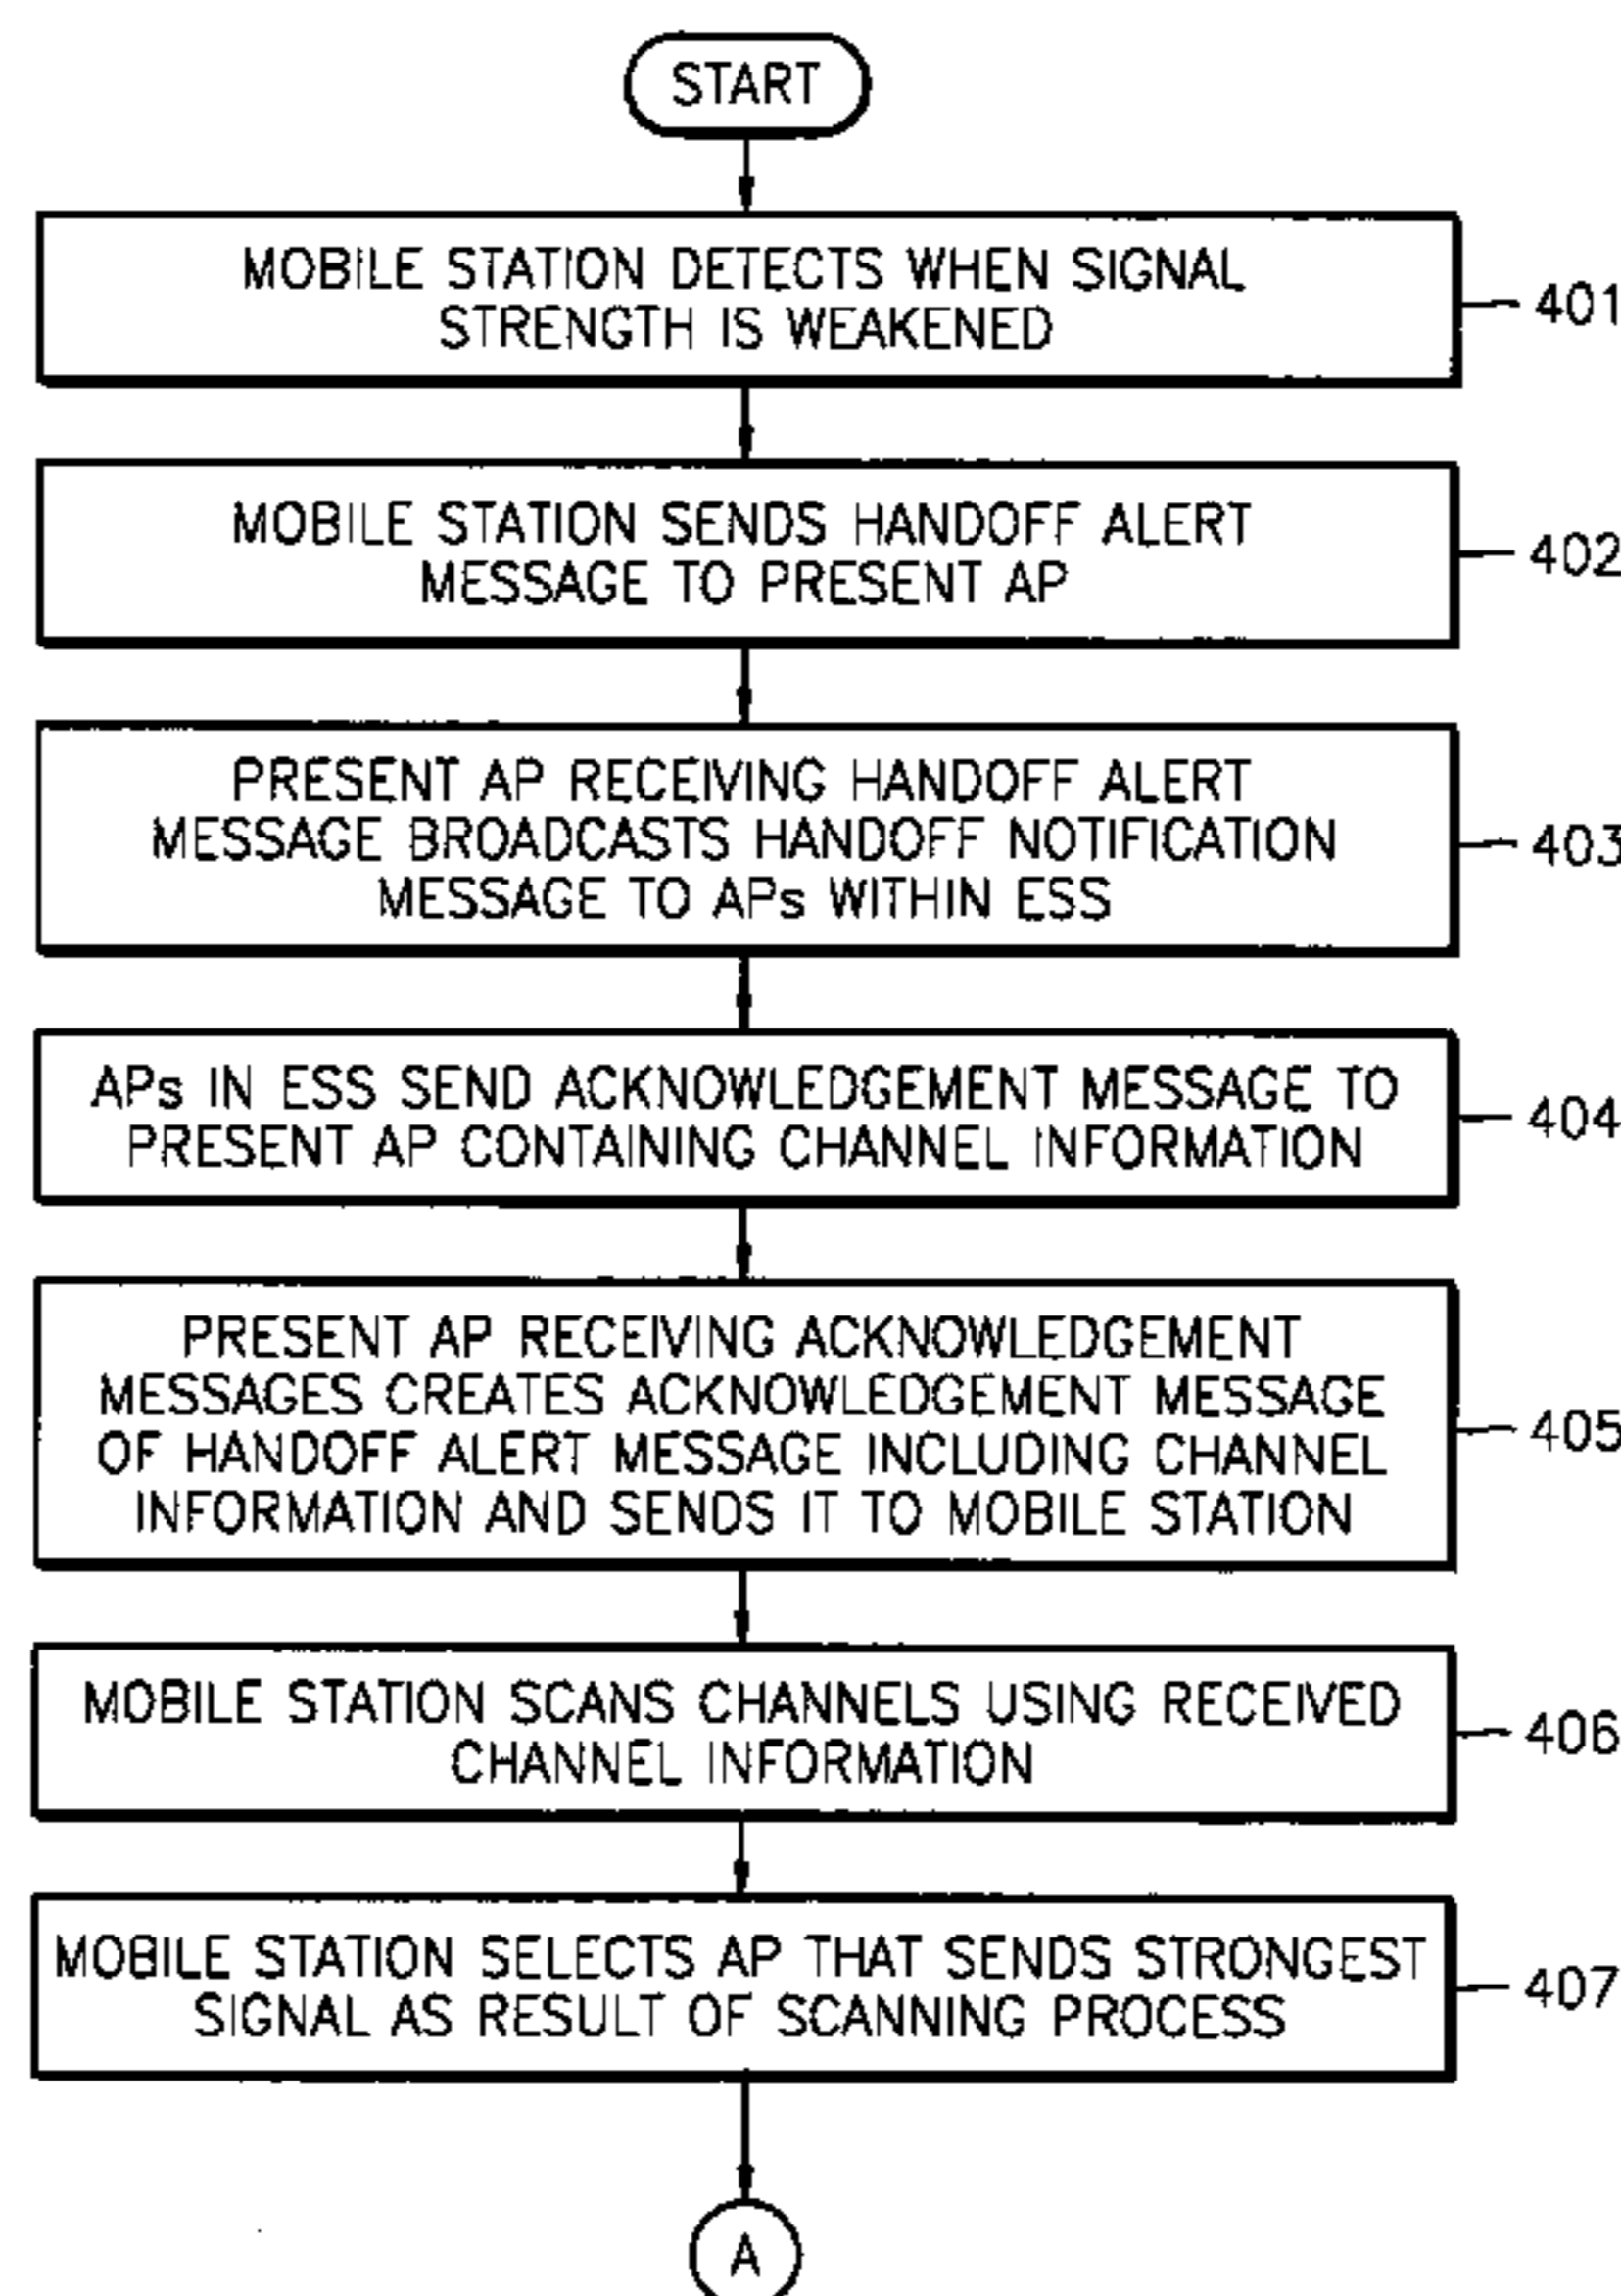 START
MOBILE STATION DETECTS WHEN SIGNAL
STRENGTH IS WEAKENED
401
MOBILE STATION SENDS HANDOFF ALERT
MESSAGE TO PRESENT AP
402
PRESENT AP RECEIVING HANDOFF ALERT
MESSAGE BROADCASTS HANDOFF NOTIFICATION
MESSAGE TO APs WITHIN ESS
403
APs IN ESS SEND ACKNOWLEDGEMENT MESSAGE TO
PRESENT AP CONTAINING CHANNEL INFORMATION
404
PRESENT AP RECEIVING ACKNOWLEDGEMENT
MESSAGES CREATES ACKNOWLEDGEMENT MESSAGE
OF HANDOFF ALERT MESSAGE INCLUDING CHANNEL
INFORMATION AND SENDS IT TO MOBILE STATION
405
MOBILE STATION SCANS CHANNELS USING RECEIVED
CHANNEL INFORMATION
406
MOBILE STATION SELECTS AP THAT SENDS STRONGEST
SIGNAL AS RESULT OF SCANNING PROCESS
407
A